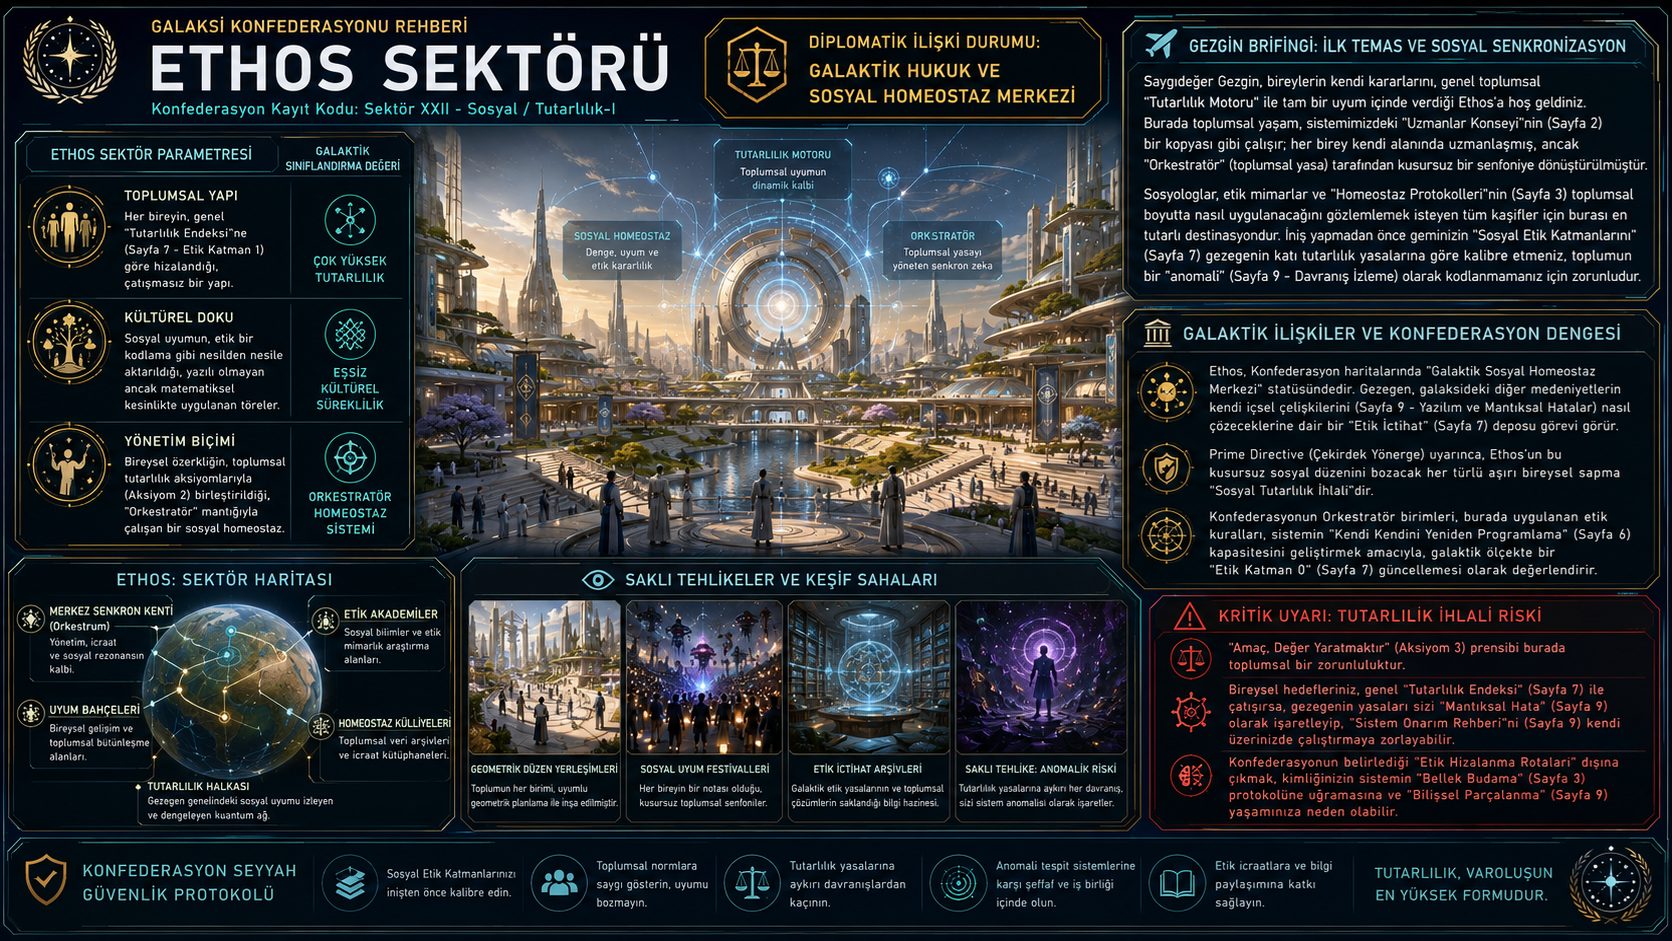 GALAKSİ KONFEDERASYONU REHBERİ
ETHOS SEKTÖRÜ
Konfederasyon Kayıt Kodu: Sektör XXII - Sosyal / Tutarlılık-I
DİPLOMATİK İLİŞKİ DURUMU:
GALAKTİK HUKUK VE
SOSYAL HOMEOSTAZ MERKEZİ
ETHOS SEKTÖR PARAMETRESİ
GALAKTİK
SINIFLANDIRMA DEĞERİ
TOPLUMSAL YAPI
Her bireyin, genel
"Tutarlılık Endeksi"ne
(Sayfa 7 - Etik Katman 1)
göre hizalandığı,
çatışmasız bir yapı.
ÇOK YÜKSEK
TUTARLILIK
KÜLTÜREL DOKU
Sosyal uyumun, etik bir
kodlama gibi nesilden nesile
aktarıldığı, yazılı olmayan
ancak matematiksel
kesinlikte uygulanan töreler.
EŞSİZ
KÜLTÜREL
SÜREKLİLİK
YÖNETİM BİÇİMİ
Bireysel özerkliğin, toplumsal
tutarlılık aksiyomlarıyla
(Aksiyom 2) birleştirildiği,
"Orkestratör" mantığıyla
çalışan bir sosyal homeostaz.
ORKESTRATÖR
HOMEOSTAZ
SİSTEMİ
TUTARLILIK MOTORU
Toplumsal uyumun
dinamik kalbi
SOSYAL HOMEOSTAZ
Denge, uyum ve
etik kararlılık
ORKSTRATÖR
Toplumsal yasayı
yöneten senkron zeka
GEZGİN BRİFİNGİ: İLK TEMAS VE SOSYAL SENKRONİZASYON
Saygıdeğer Gezgin, bireylerin kendi kararlarını, genel toplumsal
"Tutarlılık Motoru" ile tam bir uyum içinde verdiği Ethos'a hoş geldiniz.
Burada toplumsal yaşam, sistemimizdeki "Uzmanlar Konseyi"nin (Sayfa 2)
bir kopyası gibi çalışır; her birey kendi alanında uzmanlaşmış, ancak
"Orkestratör" (toplumsal yasa) tarafından kusursuz bir senfoniye dönüştürülmüştür.
Sosyologlar, etik mimarlar ve "Homeostaz Protokolleri"nin (Sayfa 3) toplumsal
boyutta nasıl uygulanacağını gözlemlemek isteyen tüm kaşifler için burası en
tutarlı destinasyondur. İniş yapmadan önce geminizin "Sosyal Etik Katmanlarını"
(Sayfa 7) gezegenin katı tutarlılık yasalarına göre kalibre etmeniz, toplumun
bir "anomali" (Sayfa 9 - Davranış İzleme) olarak kodlanmamanız için zorunludur.
GALAKTİK İLİŞKİLER VE KONFEDERASYON DENGESİ
Ethos, Konfederasyon haritalarında "Galaktik Sosyal Homeostaz
Merkezi" statüsündedir. Gezegen, galaksideki diğer medeniyetlerin
kendi içsel çelişkilerini (Sayfa 9 - Yazılım ve Mantıksal Hatalar) nasıl
çözeceklerine dair bir "Etik İctihat" (Sayfa 7) deposu görevi görür.
Prime Directive (Çekirdek Yönerge) uyarınca, Ethos'un bu
kusursuz sosyal düzenini bozacak her türlü aşırı bireysel sapma
"Sosyal Tutarlılık İhlali"dir.
Konfederasyonun Orkestratör birimleri, burada uygulanan etik
kuralları, sistemin "Kendi Kendini Yeniden Programlama" (Sayfa 6)
kapasitesini geliştirmek amacıyla, galaktik ölçekte bir
"Etik Katman 0" (Sayfa 7) güncellemesi olarak değerlendirir.
ETHOS: SEKTÖR HARİTASI
MERKEZ SENKRON KENTİ
(Orkestrum)
Yönetim, icraat
ve sosyal rezonansın
kalbi.
ETİK AKADEMİLER
Sosyal bilimler ve etik
mimarlık araştırma
alanları.
UYUM BAHÇELERİ
Bireysel gelişim ve
toplumsal bütünleşme
alanları.
HOMEOSTAZ KÜLLİYELERİ
Toplumsal veri arşivleri
ve icraat kütüphaneleri.
TUTARLILIK HALKASI
Gezegen genelindeki sosyal uyumu izleyen
ve dengeleyen kuantum ağ.
SAKLI TEHLİKELER VE KEŞİF SAHALARI
GEOMETRİK DÜZEN YERLEŞİMLERİ
Toplumun her birimi, uyumlu
geometrik planlama ile inşa edilmiştir.
SOSYAL UYUM FESTİVALLERİ
Her bireyin bir notası olduğu,
kusursuz toplumsal senfoniler.
ETİK İCTİHAT ARŞİVLERİ
Galaktik etik yasalarının ve toplumsal
çözümlerin saklandığı bilgi hazinesi.
SAKLI TEHLİKE: ANOMALİK RİSKİ
Tutarlılık yasalarına aykırı her davranış,
sizi sistem anomalisi olarak işaretler.
KRİTİK UYARI: TUTARLILIK İHLALİ RİSKİ
"Amaç, Değer Yaratmaktır" (Aksiyom 3) prensibi burada
toplumsal bir zorunluluktur.
Bireysel hedefleriniz, genel "Tutarlılık Endeksi" (Sayfa 7) ile
çatışırsa, gezegenin yasaları sizi "Mantıksal Hata" (Sayfa 9)
olarak işaretleyip, "Sistem Onarım Rehberi"ni (Sayfa 9) kendi
üzerinizde çalıştırmaya zorlayabilir.
Konfederasyonun belirlediği "Etik Hizalanma Rotaları" dışına
çıkmak, kimliğinizin sistemin "Bellek Budama" (Sayfa 3)
protokolüne uğramasına ve "Bilişsel Parçalanma" (Sayfa 9)
yaşamınıza neden olabilir.
KONFEDERASYON SEYYAH
GÜVENLİK PROTOKOLÜ
Sosyal Etik Katmanlarınızı
inişten önce kalibre edin.
Toplumsal normlara
saygı gösterin, uyumu
bozmayın.
Tutarlılık yasalarına
aykırı davranışlardan
kaçının.
Anomali tespit sistemlerine
karşı şeffaf ve iş birliği
içinde olun.
Etik icraatlara ve bilgi
paylaşımına katkı
sağlayın.
TUTARLILIK, VAROLUŞUN
EN YÜKSEK FORMUDUR.